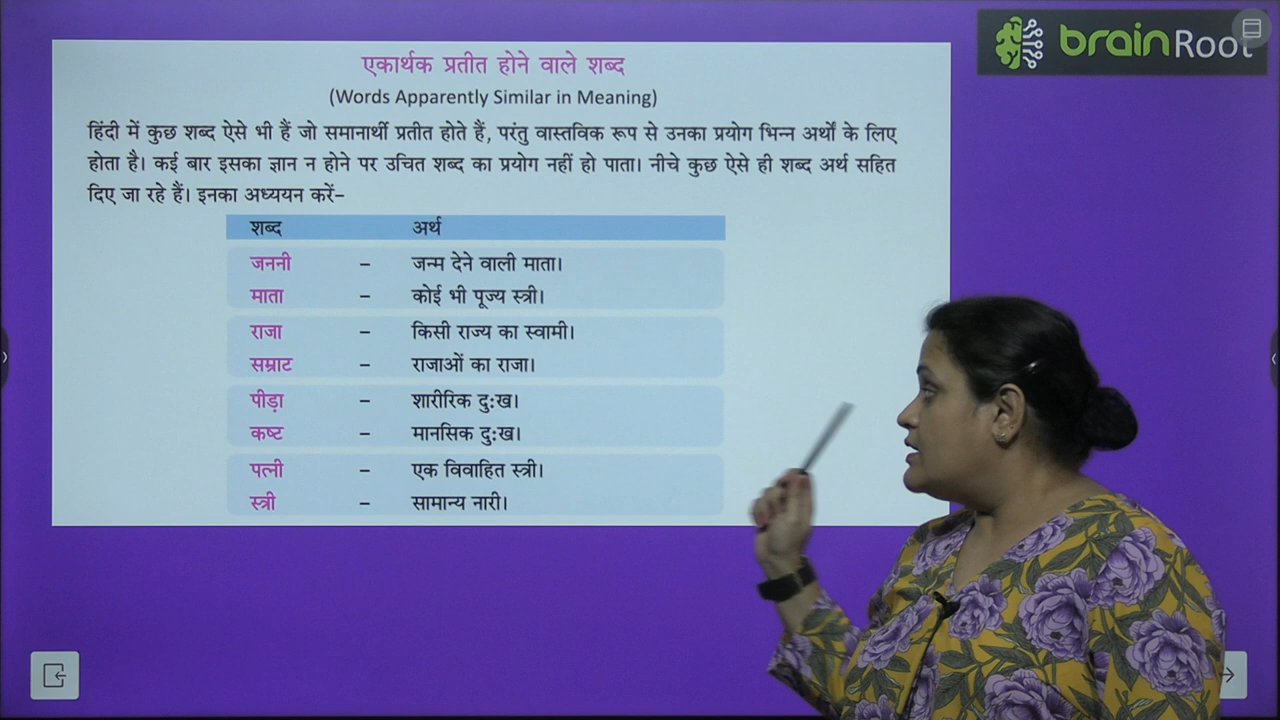 brainRoot
एकार्थक प्रतीत होने वाले शब्द
(Words Apparently Similar in Meaning)
हिंदी में कुछ शब्द ऐसे भी हैं जो समानार्थी प्रतीत होते हैं, परंतु वास्तविक रूप से उनका प्रयोग भिन्न अर्थों के लिए
होता है। कई बार इसका ज्ञान न होने पर उचित शब्द का प्रयोग नहीं हो पाता। नीचे कुछ ऐसे ही शब्द अर्थ सहित
दिए जा रहे हैं। इनका अध्ययन करें–
शब्द अर्थ
जननी – जन्म देने वाली माता।
माता – कोई भी पूज्य स्त्री।
राजा – किसी राज्य का स्वामी।
सम्राट – राजाओं का राजा।
पीड़ा – शारीरिक दुःख।
कष्ट – मानसिक दुःख।
पत्नी – एक विवाहित स्त्री।
स्त्री – सामान्य नारी।